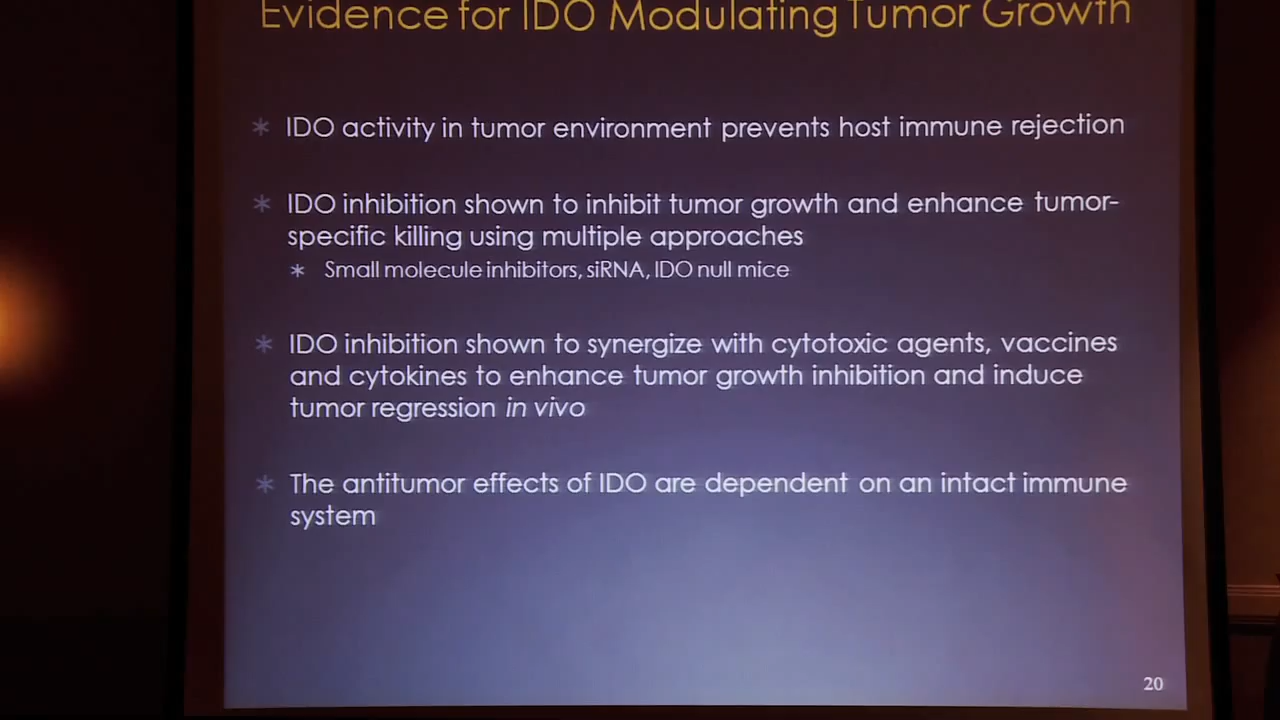 Evidence for IDO Modulating Tumor Growth
* IDO activity in tumor environment prevents host immune rejection
* IDO inhibition shown to inhibit tumor growth and enhance tumor-
specific killing using multiple approaches
* Small molecule inhibitors, siRNA, IDO null mice
* IDO inhibition shown to synergize with cytotoxic agents, vaccines
and cytokines to enhance tumor growth inhibition and induce
tumor regression in vivo
* The antitumor effects of IDO are dependent on an intact immune
system
20